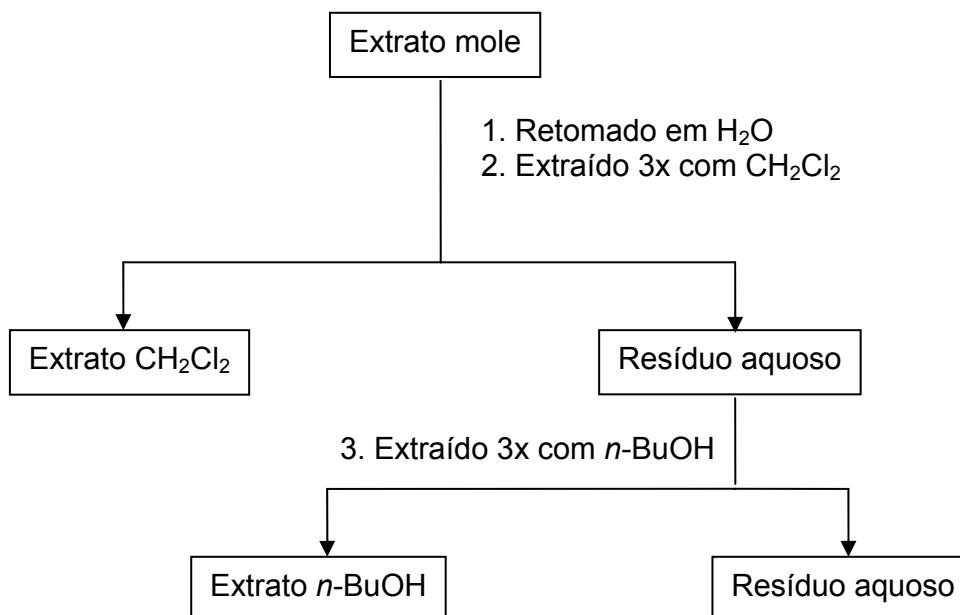 Extrato mole
1. Retomado em H₂O
2. Extraído 3x com CH₂Cl₂
Extrato CH₂Cl₂
Resíduo aquoso
3. Extraído 3x com n-BuOH
Extrato n-BuOH
Resíduo aquoso